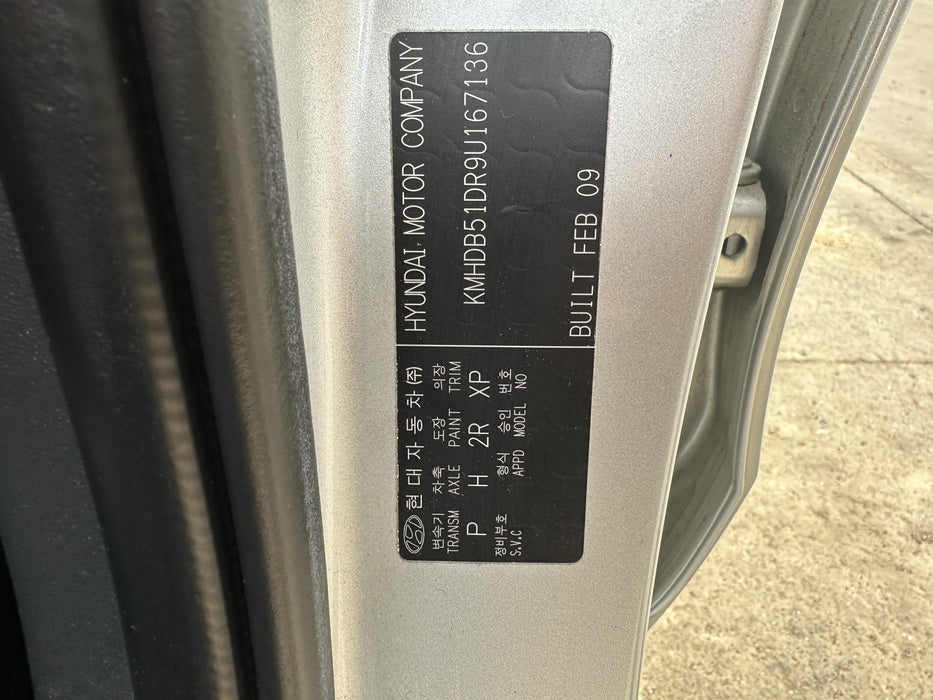 현대자동차(주)
HYUNDAI MOTOR COMPANY
변속기 차축 도장 의장
TRANSM AXLE PAINT TRIM
P H 2R XP
KMHDB51DR9U167136
정비부호 형식 승인 번호
S.V.C APPD MODEL NO
BUILT FEB 09